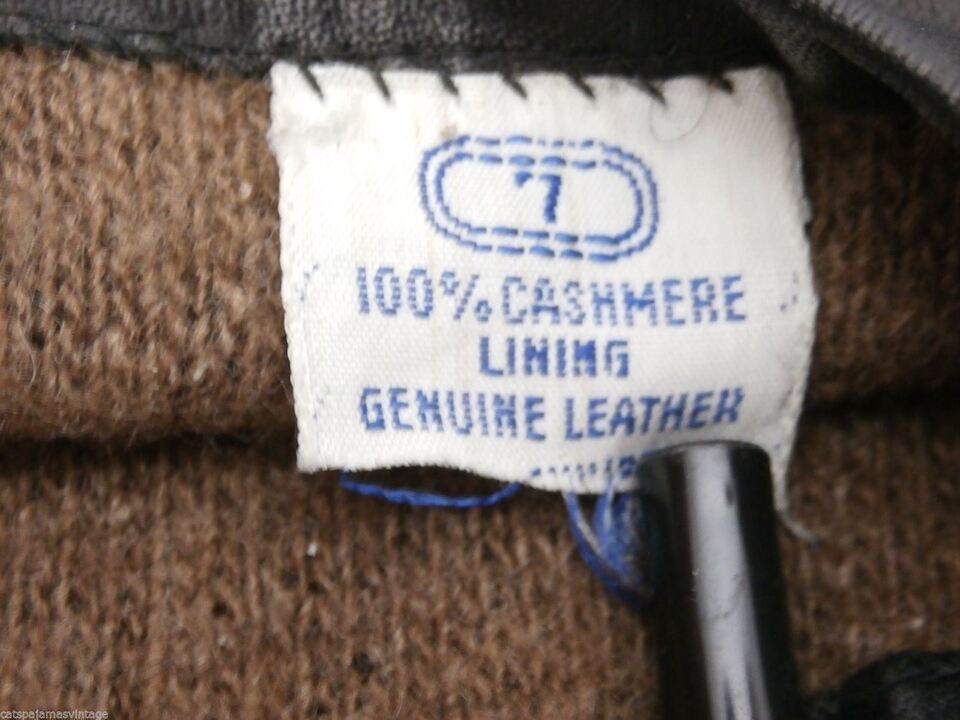 7
100% CASHMERE
LINING
GENUINE LEATHER
catspajamasvintage